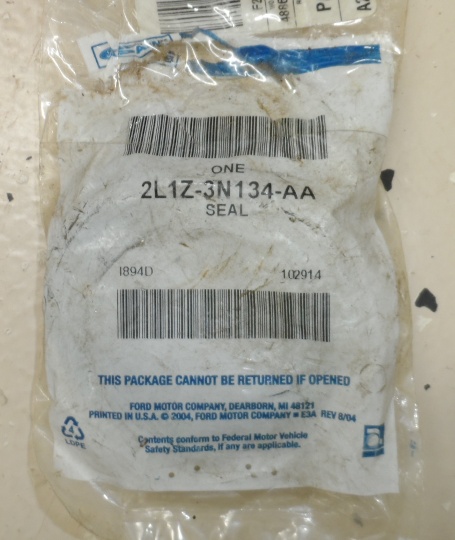 ONE
2L1Z-3N134-AA
SEAL
I894D 102914
THIS PACKAGE CANNOT BE RETURNED IF OPENED
FORD MOTOR COMPANY, DEARBORN, MI 48121
PRINTED IN U.S.A. © 2004, FORD MOTOR COMPANY ■ E3A REV 8/04
Contents conform to Federal Motor Vehicle
Safety Standards, if any are applicable.
4
LDPE